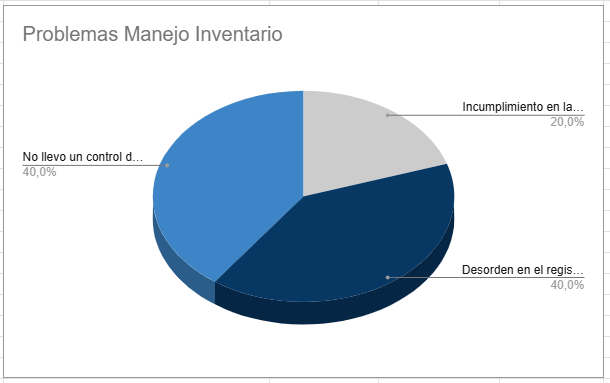 Problemas Manejo Inventario
Incumplimiento en la…
20,0%
No llevo un control d…
40,0%
Desorden en el regis…
40,0%